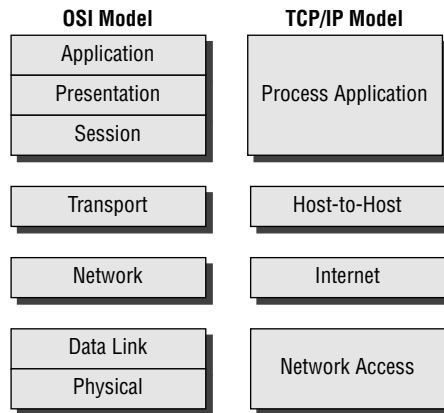 OSI Model
Application
Presentation
Session
Transport
Network
Data Link
Physical
TCP/IP Model
Process Application
Host-to-Host
Internet
Network Access